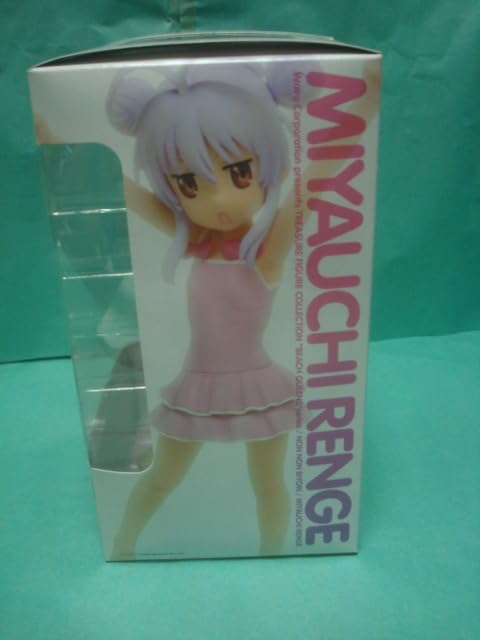 MIYAUCHI RENGE
Wave Corporation presents TREASURE FIGURE COLLECTION "BEACH QUEENS" series / NON NON BIYORI / MIYAUCHI RENGE